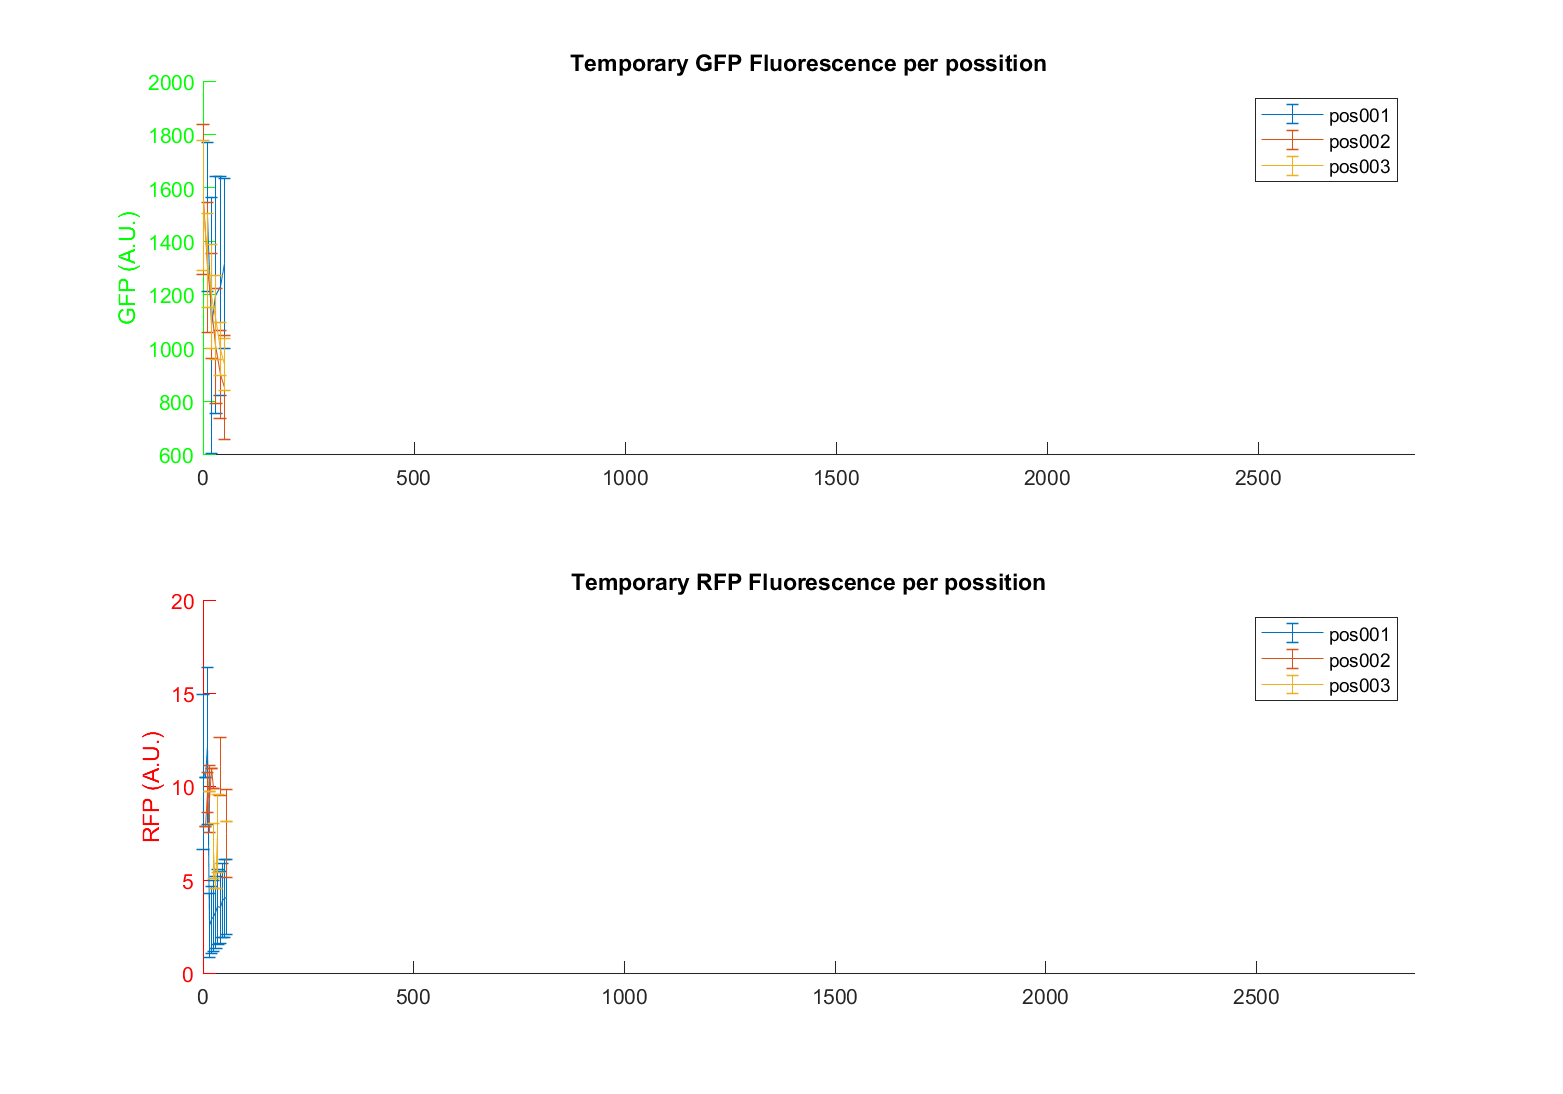 Temporary GFP Fluorescence per possition
2000
1800
1600
1400
1200
1000
800
600
GFP (A.U.)
pos001
pos002
pos003
0 500 1000 1500 2000 2500
Temporary RFP Fluorescence per possition
20
15
10
5
0
RFP (A.U.)
pos001
pos002
pos003
0 500 1000 1500 2000 2500